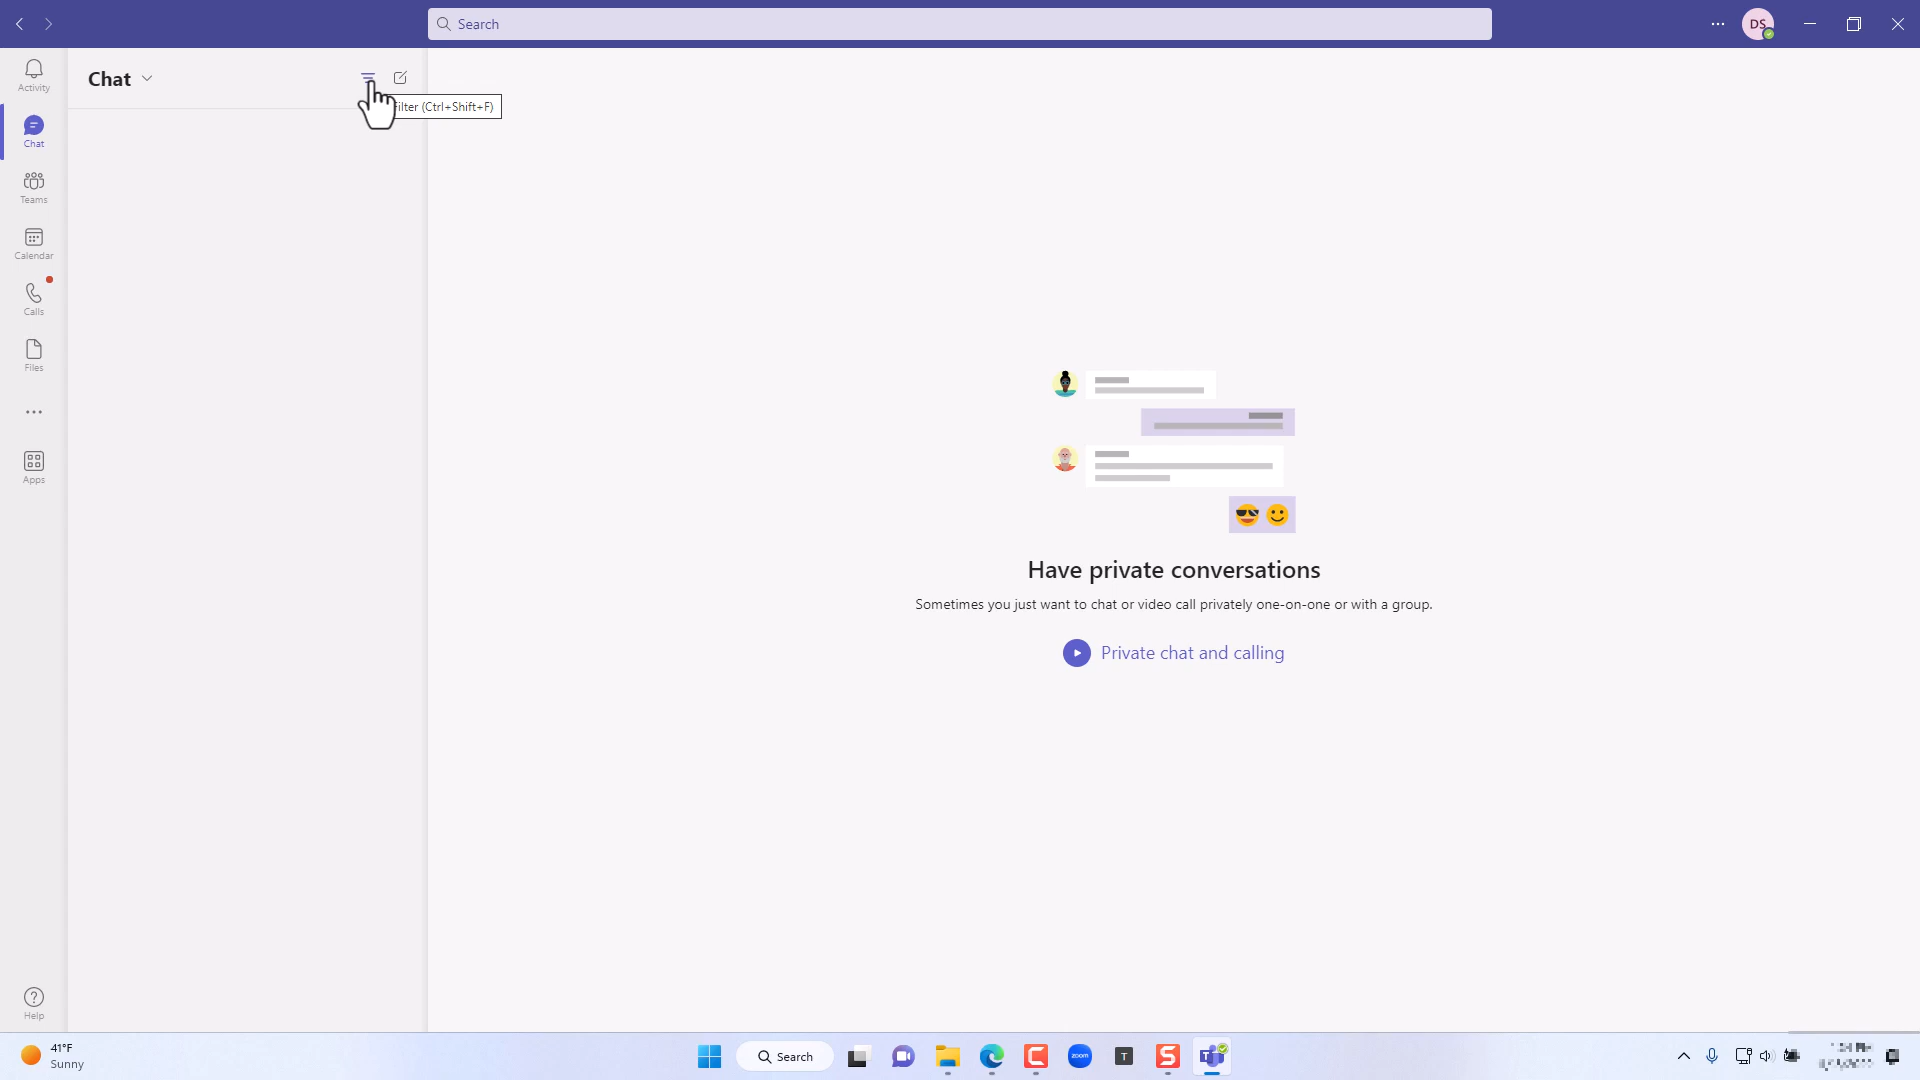 Search
DS
Activity
Chat
Filter (Ctrl+Shift+F)
Chat
Teams
Calendar
Calls
Files
Apps
Have private conversations
Sometimes you just want to chat or video call privately one-on-one or with a group.
Private chat and calling
Help
41°F
Sunny
Search
zoom
T